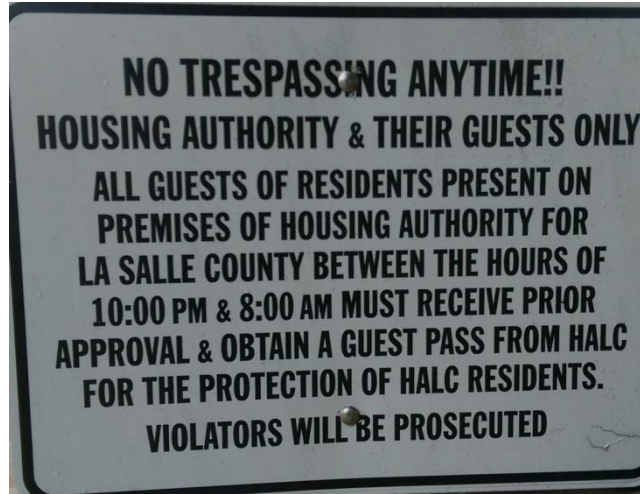 NO TRESPASSING ANYTIME!!
HOUSING AUTHORITY & THEIR GUESTS ONLY
ALL GUESTS OF RESIDENTS PRESENT ON
PREMISES OF HOUSING AUTHORITY FOR
LA SALLE COUNTY BETWEEN THE HOURS OF
10:00 PM & 8:00 AM MUST RECEIVE PRIOR
APPROVAL & OBTAIN A GUEST PASS FROM HALC
FOR THE PROTECTION OF HALC RESIDENTS.
VIOLATORS WILL BE PROSECUTED